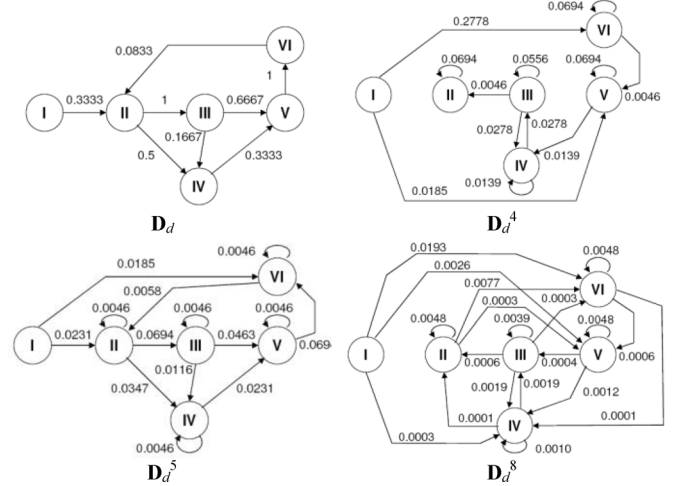 0.0833
VI
1
I
0.3333
II
1
III
0.6667
V
0.1667
0.5
0.3333
IV
D_d
0.0694
0.2778
VI
0.0694
0.0556
0.0694
I
II
0.0046
III
V
0.0046
0.0278
0.0278
0.0139
IV
0.0139
0.0185
D_d^4
0.0046
0.0185
0.0058
VI
0.0046
0.0046
0.0046
I
0.0231
II
0.0694
III
0.0463
V
0.069
0.0116
0.0347
0.0231
IV
0.0046
D_d^5
0.0193
0.0048
0.0026
0.0077
VI
0.0003
0.0003
0.0048
0.0039
0.0048
I
II
0.0006
III
0.0004
V
0.0006
0.0019
0.0019
0.0012
0.0001
0.0001
IV
0.0003
0.0010
D_d^8